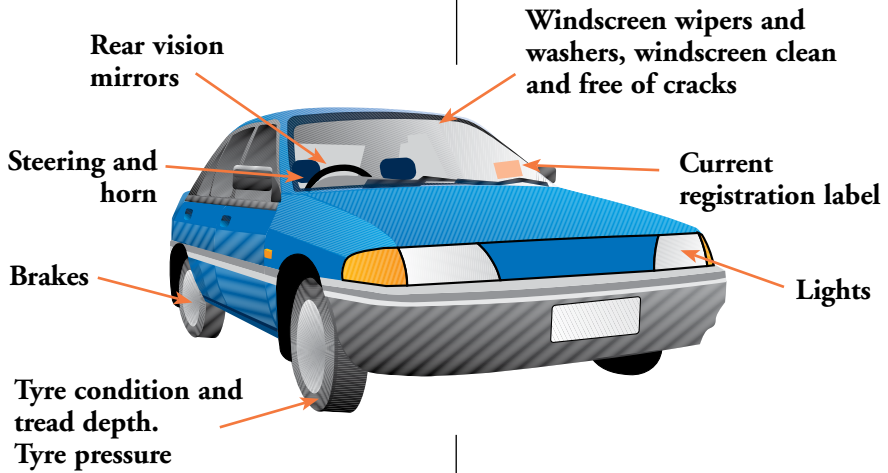 Windscreen wipers and
washers, windscreen clean
and free of cracks
Rear vision
mirrors
Steering and
horn
Current
registration label
Brakes
Lights
Tyre condition and
tread depth.
Tyre pressure